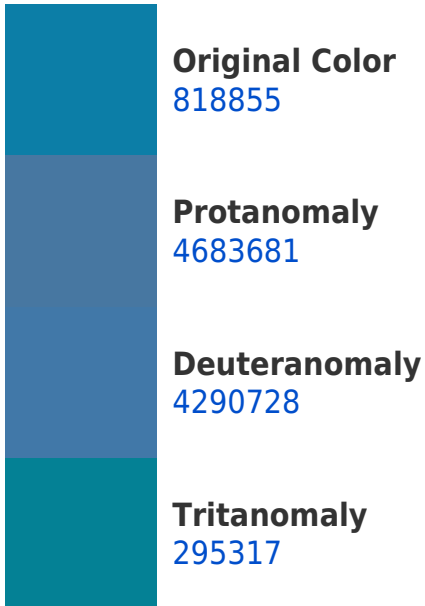 Original Color
818855
Protanomaly
4683681
Deuteranomaly
4290728
Tritanomaly
295317